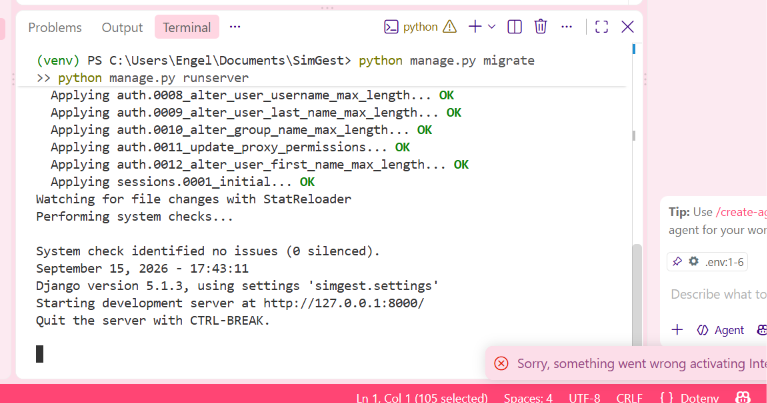 Problems Output Terminal ...
python
(venv) PS C:\Users\Engel\Documents\SimGest> python manage.py migrate
>> python manage.py runserver
Applying auth.0008_alter_user_username_max_length... OK
Applying auth.0009_alter_user_last_name_max_length... OK
Applying auth.0010_alter_group_name_max_length... OK
Applying auth.0011_update_proxy_permissions... OK
Applying auth.0012_alter_user_first_name_max_length... OK
Applying sessions.0001_initial... OK
Watching for file changes with StatReloader
Performing system checks...
System check identified no issues (0 silenced).
September 15, 2026 - 17:43:11
Django version 5.1.3, using settings 'simgest.settings'
Starting development server at http://127.0.0.1:8000/
Quit the server with CTRL-BREAK.
Tip: Use /create-ag
agent for your wor
.env:1-6
Describe what to
Agent
Sorry, something went wrong activating Inte
Ln 1, Col 1 (105 selected) Spaces: 4 UTF-8 CRLF { } Dotenv